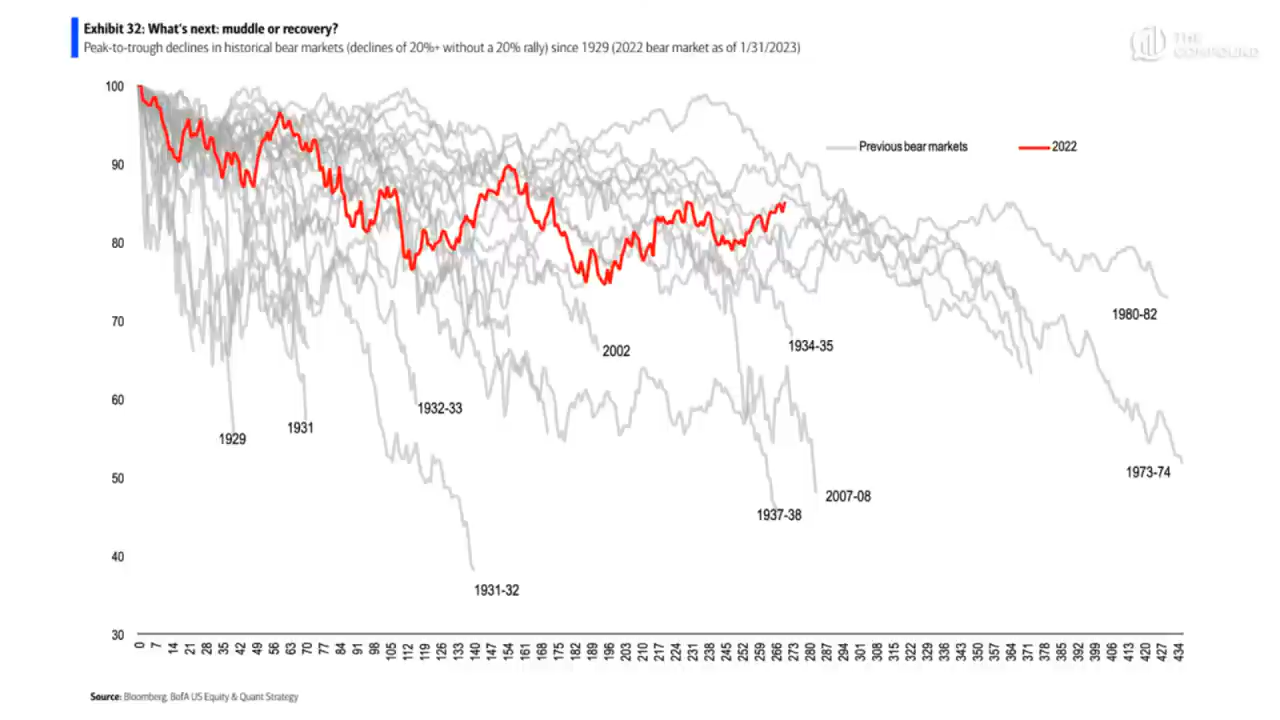 Exhibit 32: What's next: muddle or recovery?
Peak-to-trough declines in historical bear markets (declines of 20%+ without a 20% rally) since 1929 (2022 bear market as of 1/31/2023)
THE
COMPOUND
100
90
80
70
60
50
40
30
Previous bear markets
2022
1980-82
1934-35
2002
1932-33
1931
1929
1973-74
2007-08
1937-38
1931-32
0 7 14 21 28 35 42 49 56 63 70 77 84 91 98 105 112 119 126 133 140 147 154 161 168 175 182 189 196 203 210 217 224 231 238 245 252 259 266 273 280 287 294 301 308 315 322 329 336 343 350 357 364 371 378 385 392 399 406 413 420 427 434
Source: Bloomberg, BofA US Equity & Quant Strategy